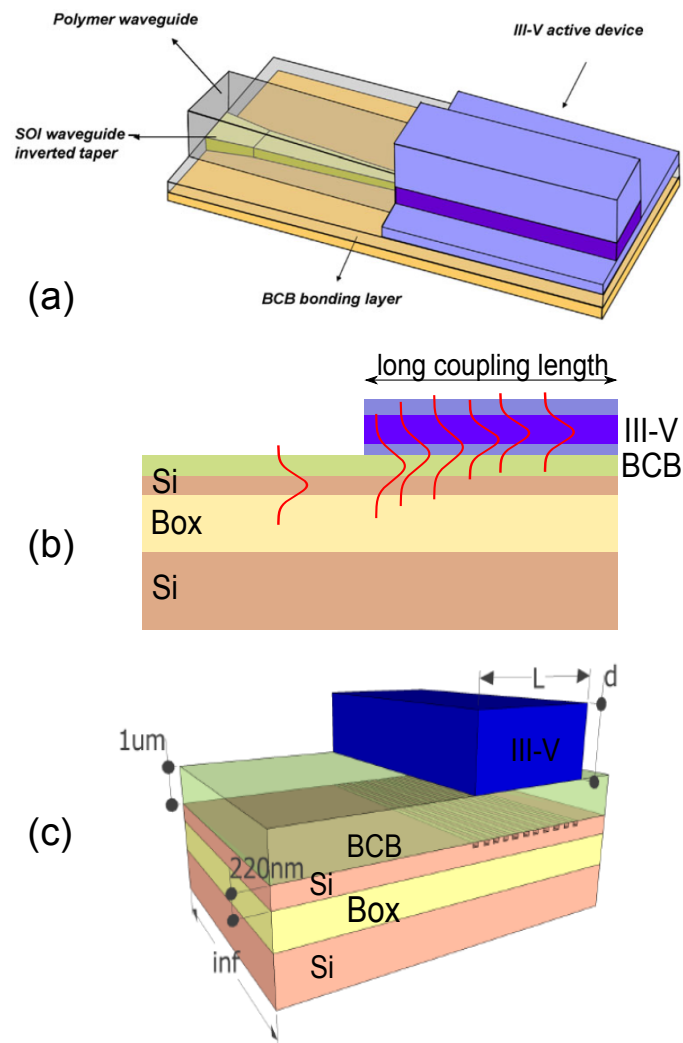 Polymer waveguide
III-V active device
SOI waveguide
inverted taper
BCB bonding layer
(a)
long coupling length
III-V
BCB
Si
Box
Si
(b)
L
d
1um
III-V
(c)
BCB
220nm
Si
Box
inf
Si